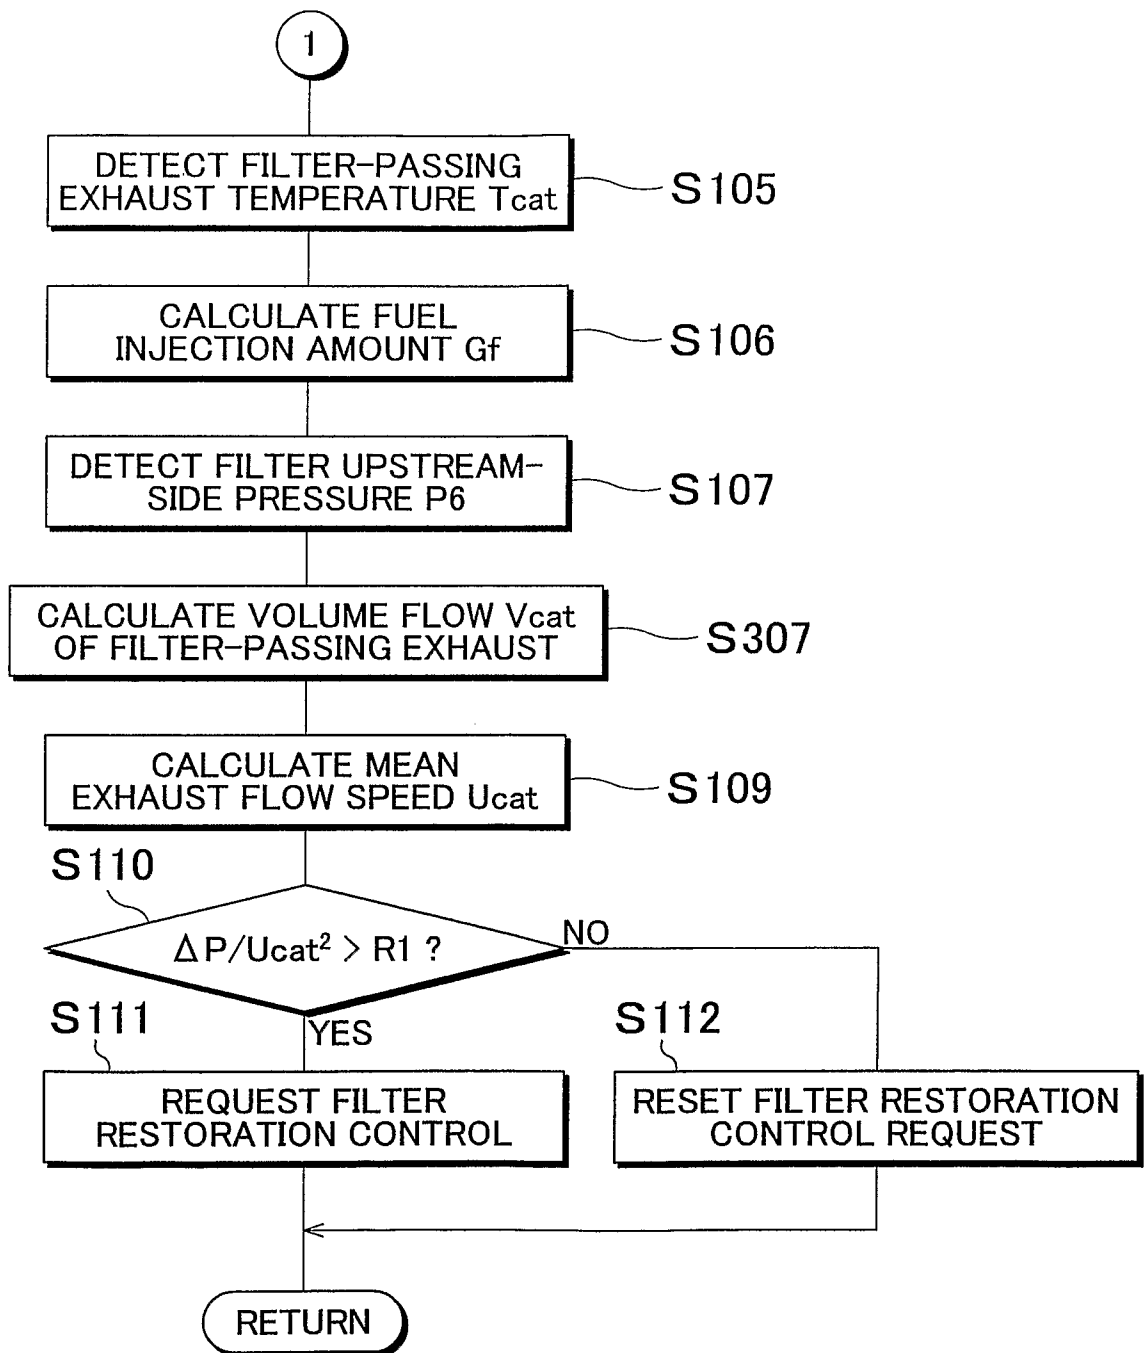 1
DETECT FILTER-PASSING
EXHAUST TEMPERATURE Tcat
S105
CALCULATE FUEL
INJECTION AMOUNT Gf
S106
DETECT FILTER UPSTREAM-
SIDE PRESSURE P6
S107
CALCULATE VOLUME FLOW Vcat
OF FILTER-PASSING EXHAUST
S307
CALCULATE MEAN
EXHAUST FLOW SPEED Ucat
S109
S110
ΔP/Ucat² > R1 ?
NO
YES
S111
REQUEST FILTER
RESTORATION CONTROL
S112
RESET FILTER RESTORATION
CONTROL REQUEST
RETURN